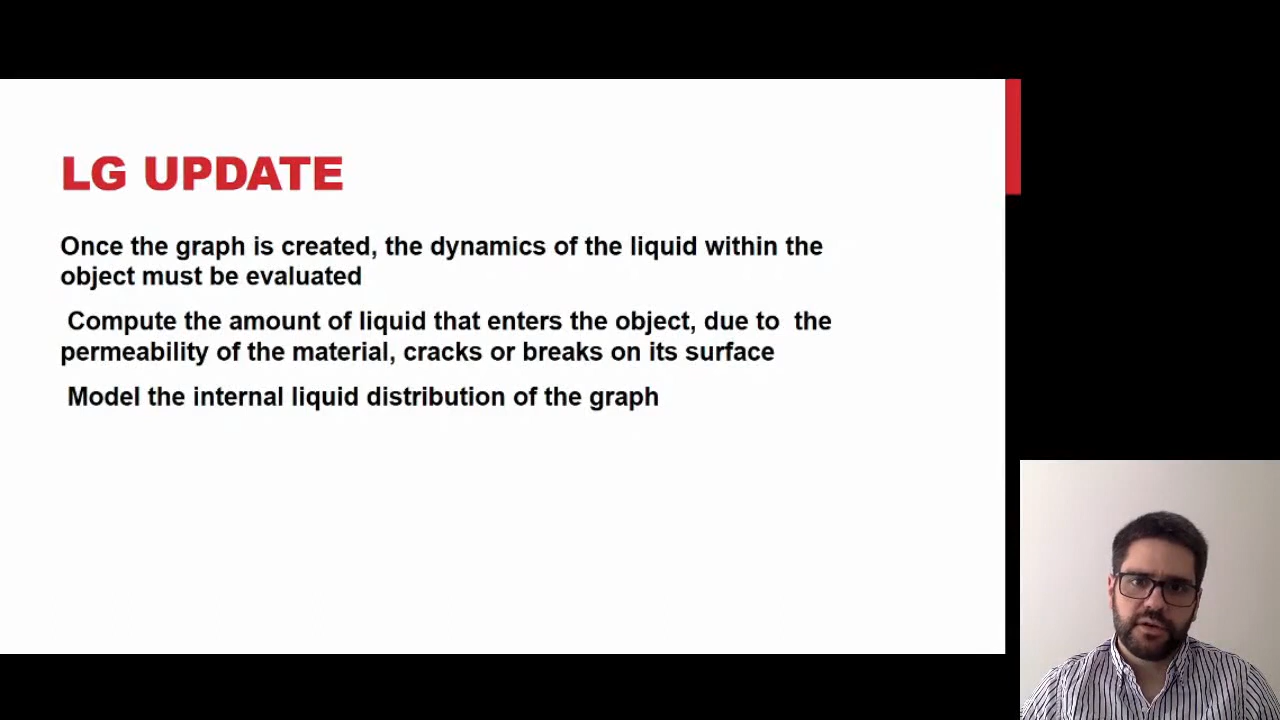 LG UPDATE
Once the graph is created, the dynamics of the liquid within the
object must be evaluated
Compute the amount of liquid that enters the object, due to the
permeability of the material, cracks or breaks on its surface
Model the internal liquid distribution of the graph